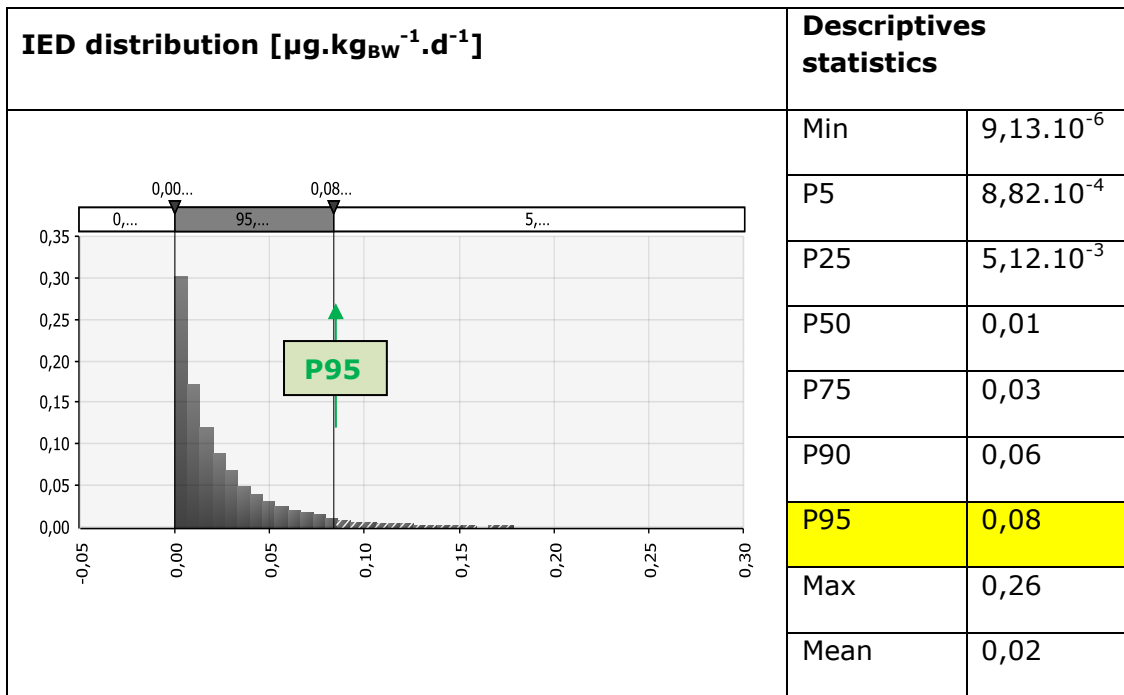 IED distribution [µg.kgBW-1.d-1]
Descriptives
statistics
0,00...
0,08...
0,...
95,...
5,...
0,35
0,30
0,25
0,20
0,15
0,10
0,05
0,00
P95
-0,05
0,00
0,05
0,10
0,15
0,20
0,25
0,30
Min 9,13.10-6
P5 8,82.10-4
P25 5,12.10-3
P50 0,01
P75 0,03
P90 0,06
P95 0,08
Max 0,26
Mean 0,02